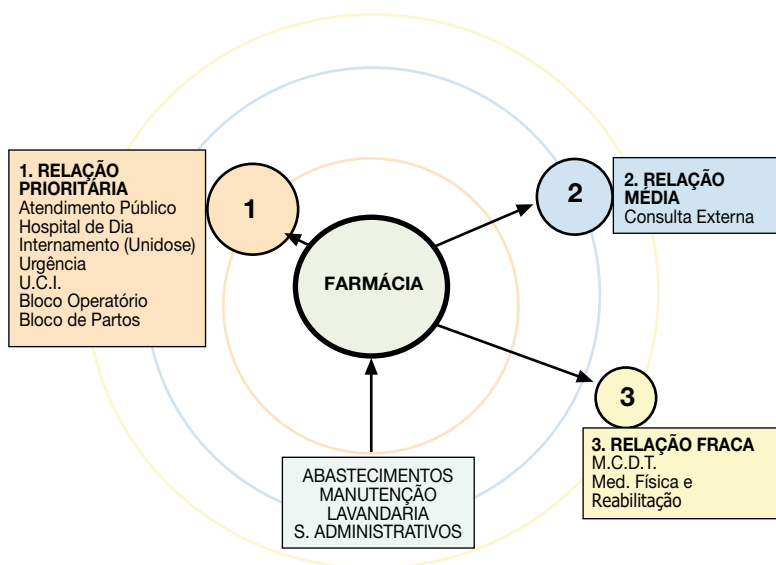 1. RELAÇÃO
PRIORITÁRIA
Atendimento Público
Hospital de Dia
Internamento (Unidose)
Urgência
U.C.I.
Bloco Operatório
Bloco de Partos
1
FARMÁCIA
2
2. RELAÇÃO
MÉDIA
Consulta Externa
3
3. RELAÇÃO FRACA
M.C.D.T.
Med. Física e
Reabilitação
ABASTECIMENTOS
MANUTENÇÃO
LAVANDARIA
S. ADMINISTRATIVOS